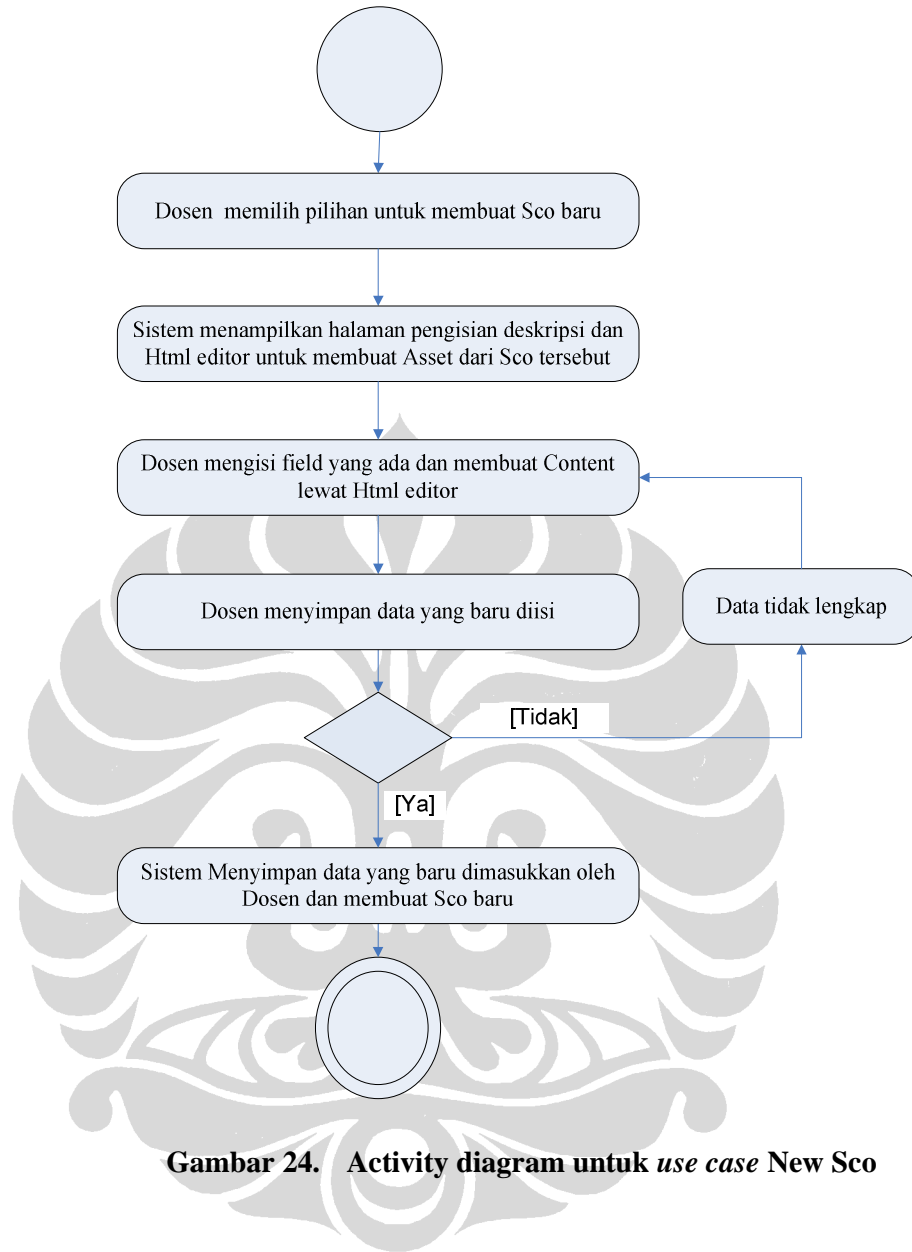 Dosen memilih pilihan untuk membuat Sco baru
Sistem menampilkan halaman pengisian deskripsi dan
Html editor untuk membuat Asset dari Sco tersebut
Dosen mengisi field yang ada dan membuat Content
lewat Html editor
Dosen menyimpan data yang baru diisi
Data tidak lengkap
[Tidak]
[Ya]
Sistem Menyimpan data yang baru dimasukkan oleh
Dosen dan membuat Sco baru
Gambar 24. Activity diagram untuk use case New Sco